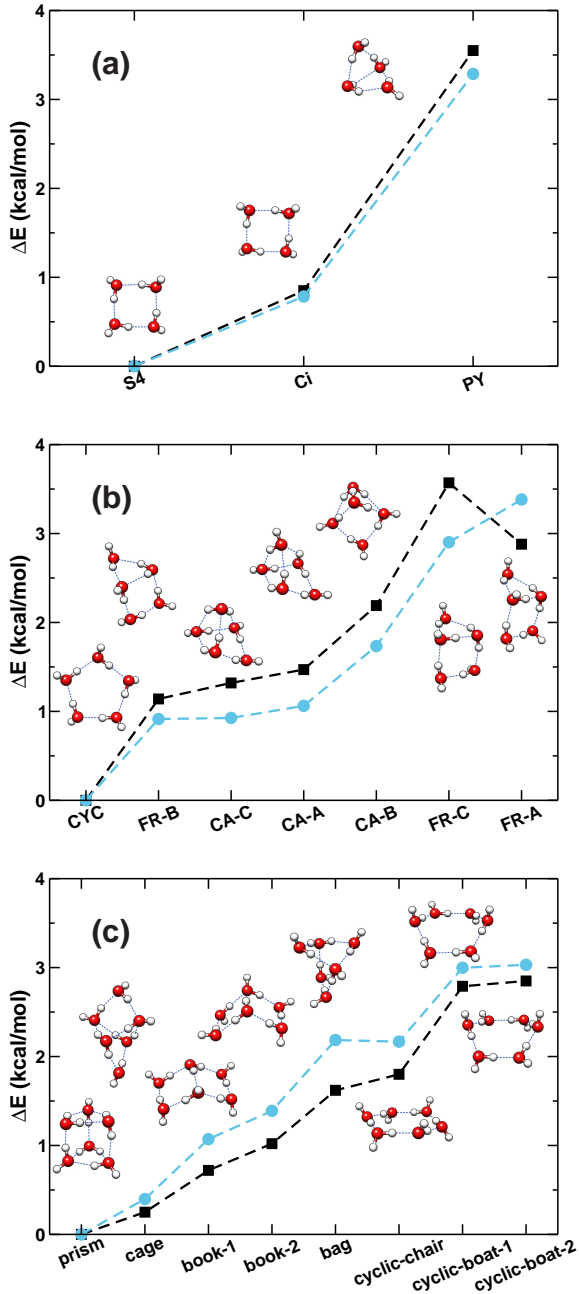 (a)
4
3
2
1
0
ΔE (kcal/mol)
S4 Ci PY
(b)
4
3
2
1
0
ΔE (kcal/mol)
CYC FR-B CA-C CA-A CA-B FR-C FR-A
(c)
4
3
2
1
0
ΔE (kcal/mol)
prism cage book-1 book-2 bag cyclic-chair cyclic-boat-1 cyclic-boat-2